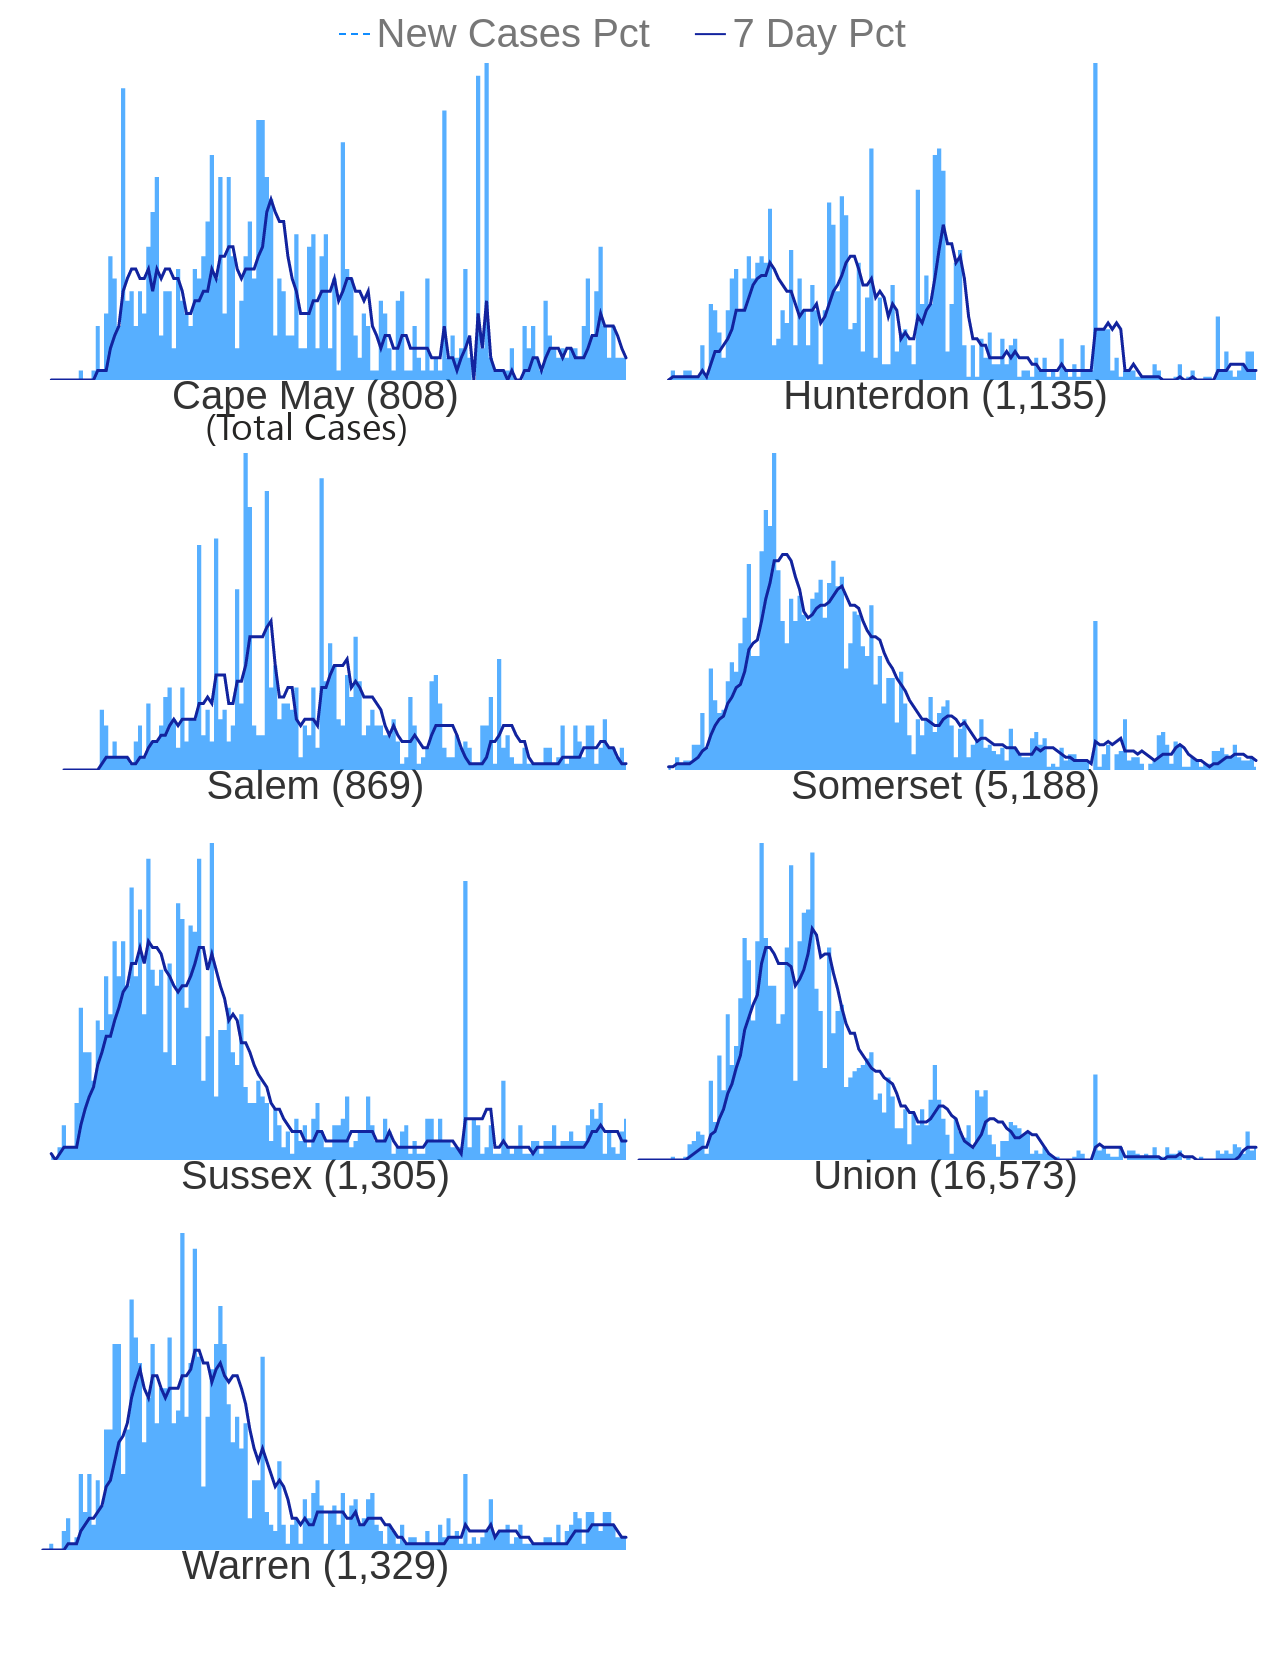 New Cases Pct 7 Day Pct
Cape May (808) Hunterdon (1,135)
(Total Cases)
Salem (869) Somerset (5,188)
Sussex (1,305) Union (16,573)
Warren (1,329)